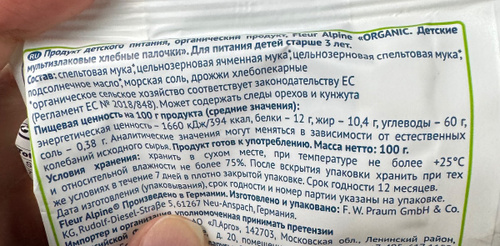 RU Продукт детского питания, органический продукт, Fleur Alpine «ORGANIC. Детские
мультизлаковые хлебные палочки». Для питания детей старше 3 лет.
Состав: спельтовая мука*, цельнозерновая ячменная мука*, цельнозерновая спельтовая мука*,
подсолнечное масло*, морская соль, дрожжи хлебопекарные
*органическое сельское хозяйство соответствует законодательству ЕС
(Регламент ЕС № 2018/848). Может содержать следы орехов и кунжута
Пищевая ценность на 100 г продукта (средние значения):
энергетическая ценность – 1660 кДж/394 ккал, белки – 12 г, жир – 10,4 г, углеводы – 60 г,
соль – 0,38 г. Аналитические значения могут меняться в зависимости от естественных
колебаний исходного сырья. Продукт готов к употреблению. Масса нетто: 100 г.
Условия хранения: хранить в сухом месте, при температуре не более +25°C
и относительной влажности не более 75%. После вскрытия упаковки хранить при тех
же условиях в течение 7 дней в плотно закрытой упаковке. Срок годности 12 месяцев.
Дата изготовления (упаковывания), срок годности и номер партии указаны на упаковке.
Fleur Alpine® Произведено в Германии. Изготовлено и упаковано: F. W. Praum GmbH & Co.
KG, Rudolf-Diesel-Straße 5, 61267 Neu-Anspach, Германия.
Импортер и организация, уполномоченная принимать претензии
АО «Ларго», 142703, Московская обл., Ленинский район,